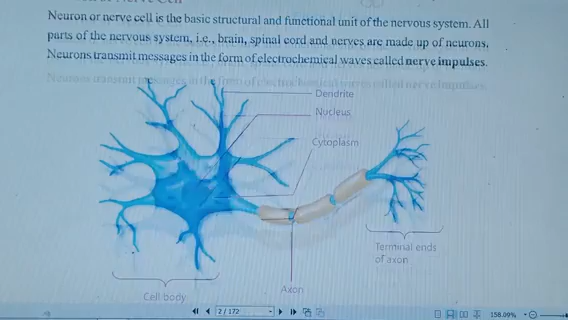 Neuron or nerve cell is the basic structural and functional unit of the nervous system. All
parts of the nervous system, i.e., brain, spinal cord and nerves are made up of neurons.
Neurons transmit messages in the form of electrochemical waves called nerve impulses.
Dendrite
Nucleus
Cytoplasm
Terminal ends
of axon
Axon
Cell body
2 / 172
158.09%